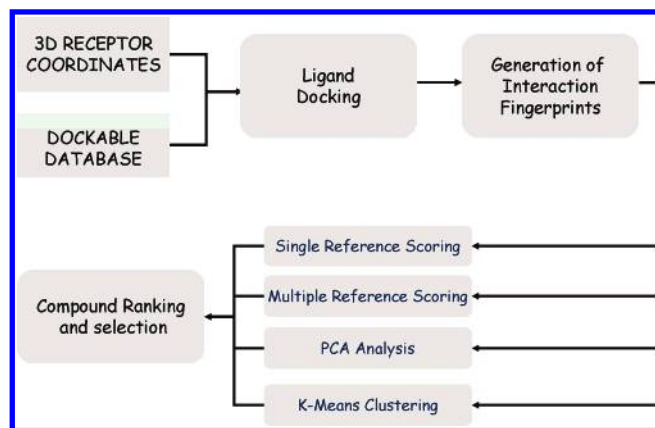 3D RECEPTOR
COORDINATES
DOCKABLE
DATABASE
Ligand
Docking
Generation of
Interaction
Fingerprints
Single Reference Scoring
Multiple Reference Scoring
PCA Analysis
K-Means Clustering
Compound Ranking
and selection